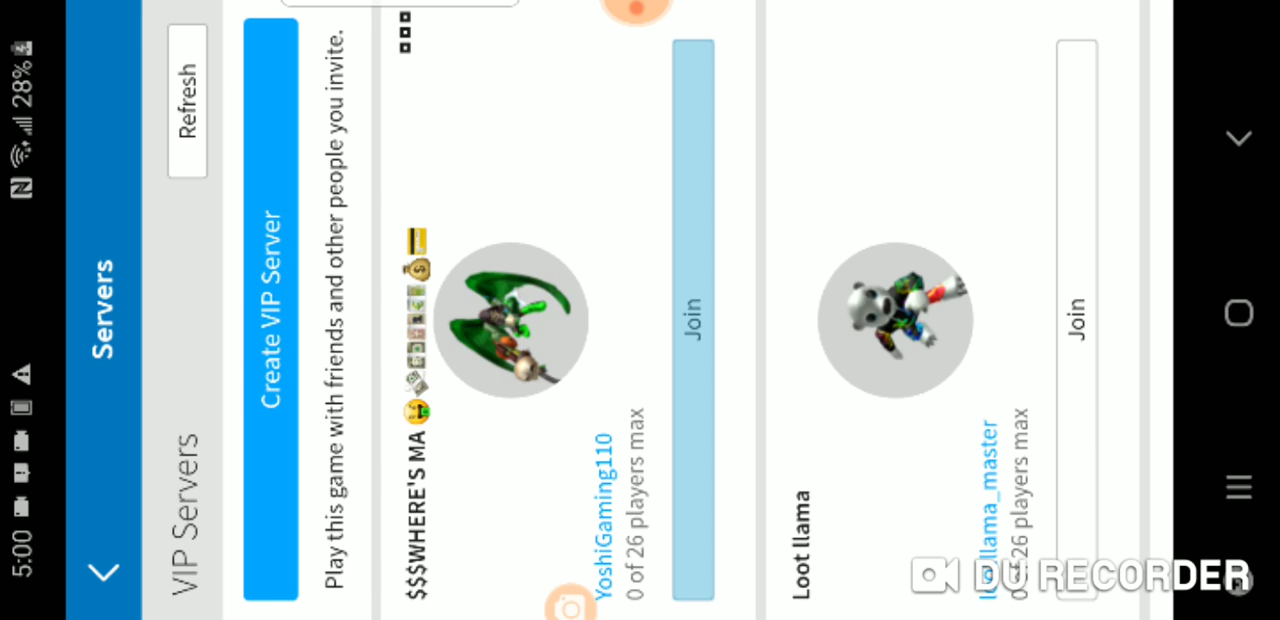 5:00
28%
Servers
VIP Servers
Refresh
Create VIP Server
Play this game with friends and other people you invite.
$$$WHERE'S MA 🤑💸💵💷💶💴💵💵💰💳
YoshiGaming110
0 of 26 players max
Join
Loot llama
llama_master
0 of 26 players max
Join
DU RECORDER